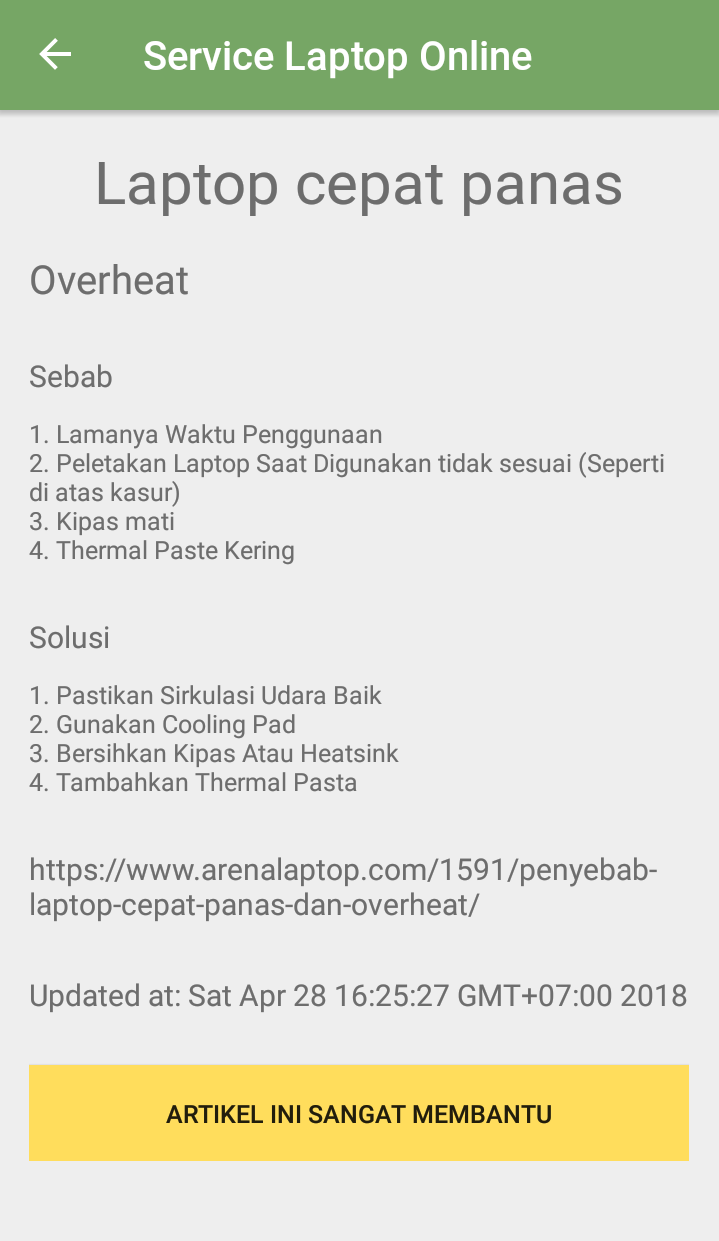 Service Laptop Online
Laptop cepat panas
Overheat
Sebab
1. Lamanya Waktu Penggunaan
2. Peletakan Laptop Saat Digunakan tidak sesuai (Seperti
di atas kasur)
3. Kipas mati
4. Thermal Paste Kering
Solusi
1. Pastikan Sirkulasi Udara Baik
2. Gunakan Cooling Pad
3. Bersihkan Kipas Atau Heatsink
4. Tambahkan Thermal Pasta
https://www.arenalaptop.com/1591/penyebab-
laptop-cepat-panas-dan-overheat/
Updated at: Sat Apr 28 16:25:27 GMT+07:00 2018
ARTIKEL INI SANGAT MEMBANTU